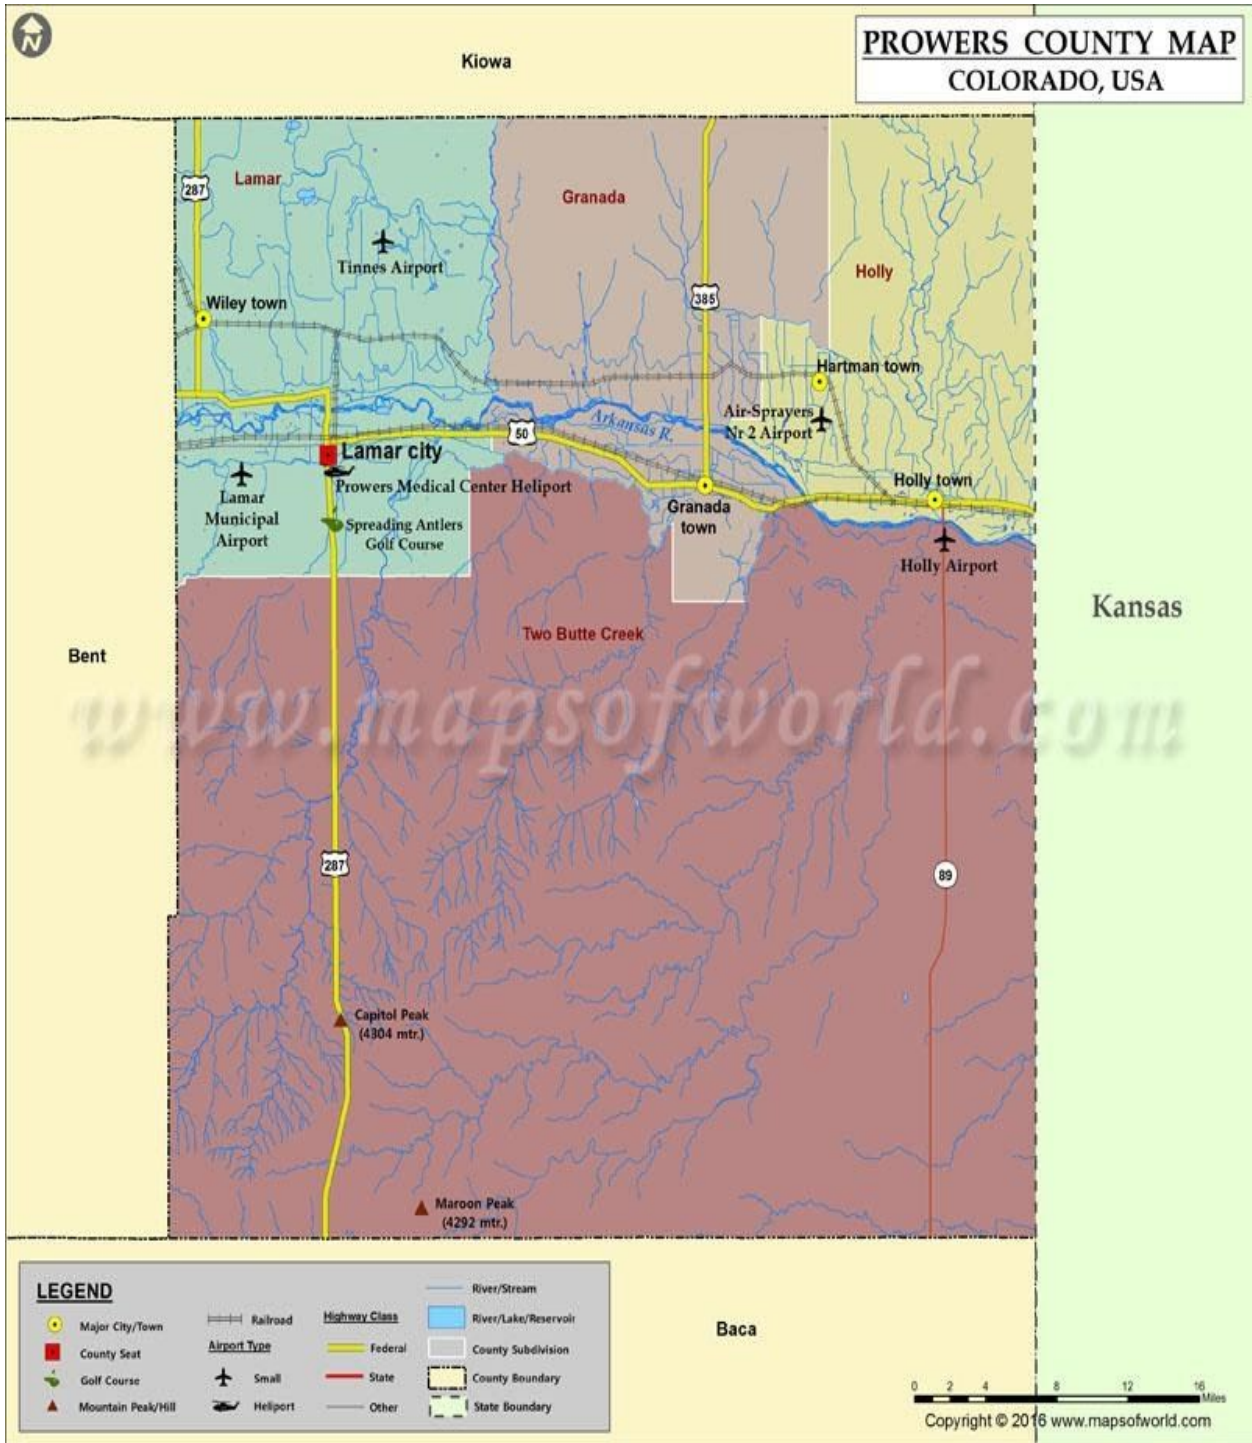 N
PROWERS COUNTY MAP
COLORADO, USA
Kiowa
Lamar
287
Granada
Tinnes Airport
Holly
385
Wiley town
Hartman town
Air-Sprayers
Nr 2 Airport
Arkansas R.
50
Lamar city
Prowers Medical Center Heliport
Lamar
Municipal
Airport
Holly town
Granada
town
Spreading Antlers
Golf Course
Holly Airport
Kansas
Two Butte Creek
Bent
www.mapsofworld.com
287
89
Capitol Peak
(4304 mtr.)
Maroon Peak
(4292 mtr.)
LEGEND
Major City/Town
County Seat
Golf Course
Mountain Peak/Hill
Railroad
Airport Type
Small
Heliport
Highway Class
Federal
State
Other
River/Stream
River/Lake/Reservoir
County Subdivision
County Boundary
State Boundary
Baca
0 2 4 8 12 16
Miles
Copyright © 2016 www.mapsofworld.com